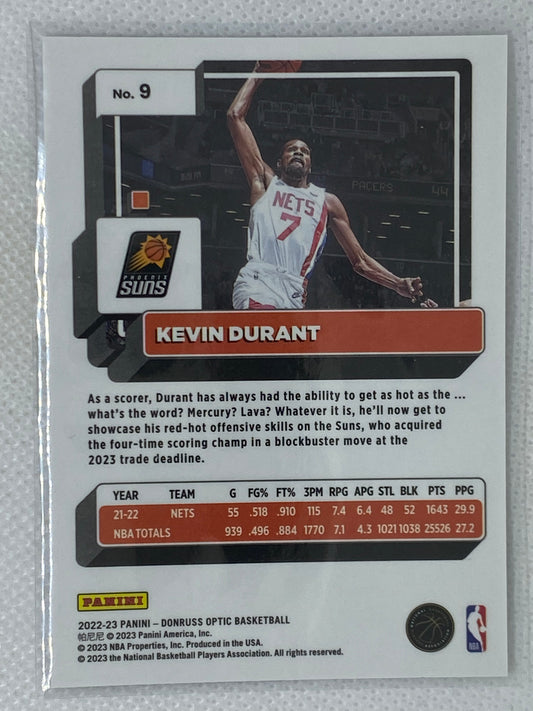 No. 9
PACERS 44
NETS
7
PHOENIX
SUNS
KEVIN DURANT
As a scorer, Durant has always had the ability to get as hot as the ...
what's the word? Mercury? Lava? Whatever it is, he'll now get to
showcase his red-hot offensive skills on the Suns, who acquired
the four-time scoring champ in a blockbuster move at the
2023 trade deadline.
YEAR TEAM G FG% FT% 3PM RPG APG STL BLK PTS PPG
21-22 NETS 55 .518 .910 115 7.4 6.4 48 52 1643 29.9
NBA TOTALS 939 .496 .884 1770 7.1 4.3 1021 1038 25526 27.2
PANINI
2022-23 PANINI – DONRUSS OPTIC BASKETBALL
帕尼尼 © 2023 Panini America, Inc.
© 2023 NBA Properties, Inc. Produced in the USA.
© 2023 the National Basketball Players Association. All rights reserved.
NBA